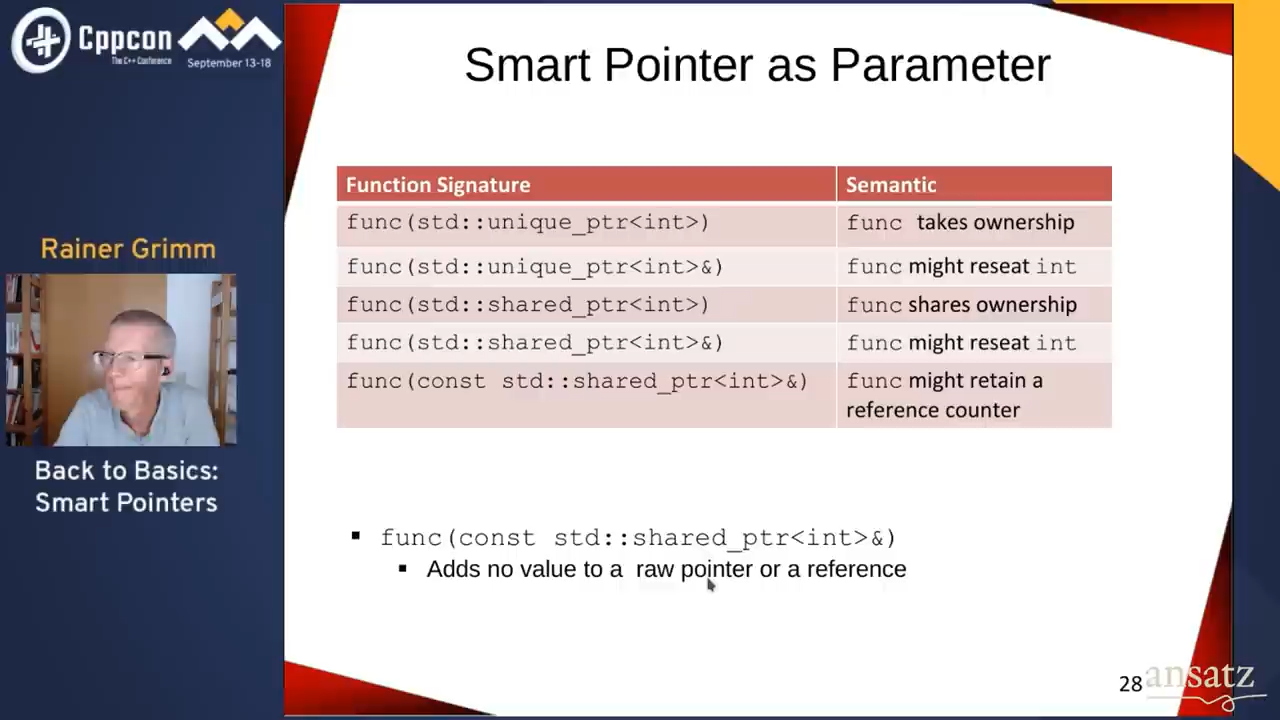 Cppcon
The C++ Conference
September 13-18
Rainer Grimm
Back to Basics:
Smart Pointers
Smart Pointer as Parameter
Function Signature Semantic
func(std::unique_ptr<int>) func takes ownership
func(std::unique_ptr<int>&) func might reseat int
func(std::shared_ptr<int>) func shares ownership
func(std::shared_ptr<int>&) func might reseat int
func(const std::shared_ptr<int>&) func might retain a
reference counter
▪ func(const std::shared_ptr<int>&)
▪ Adds no value to a raw pointer or a reference
28
ansatz